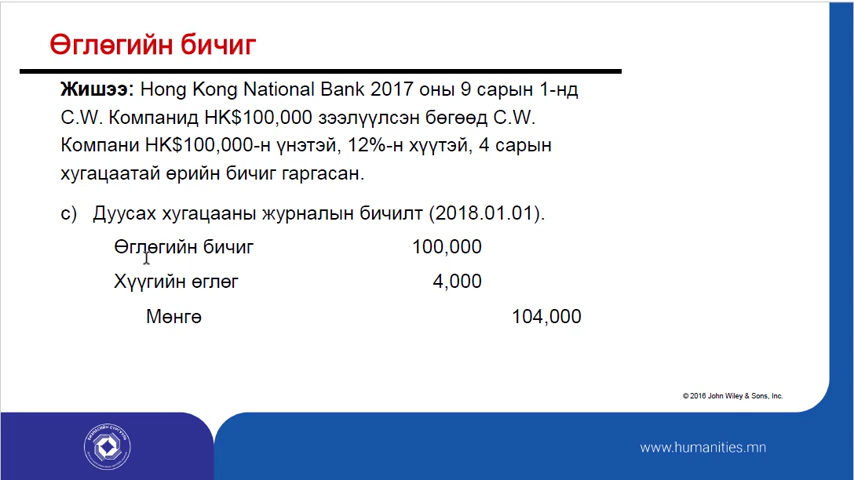 Өглөгийн бичиг
Жишээ: Hong Kong National Bank 2017 оны 9 сарын 1-нд
C.W. Компанид HK$100,000 зээлүүлсэн бөгөөд C.W.
Компани HK$100,000-н үнэтэй, 12%-н хүүтэй, 4 сарын
хугацаатай өрийн бичиг гаргасан.
c) Дуусах хугацааны журналын бичилт (2018.01.01).
Өглөгийн бичиг 100,000
Хүүгийн өглөг 4,000
Мөнгө 104,000
© 2016 John Wiley & Sons, Inc.
www.humanities.mn